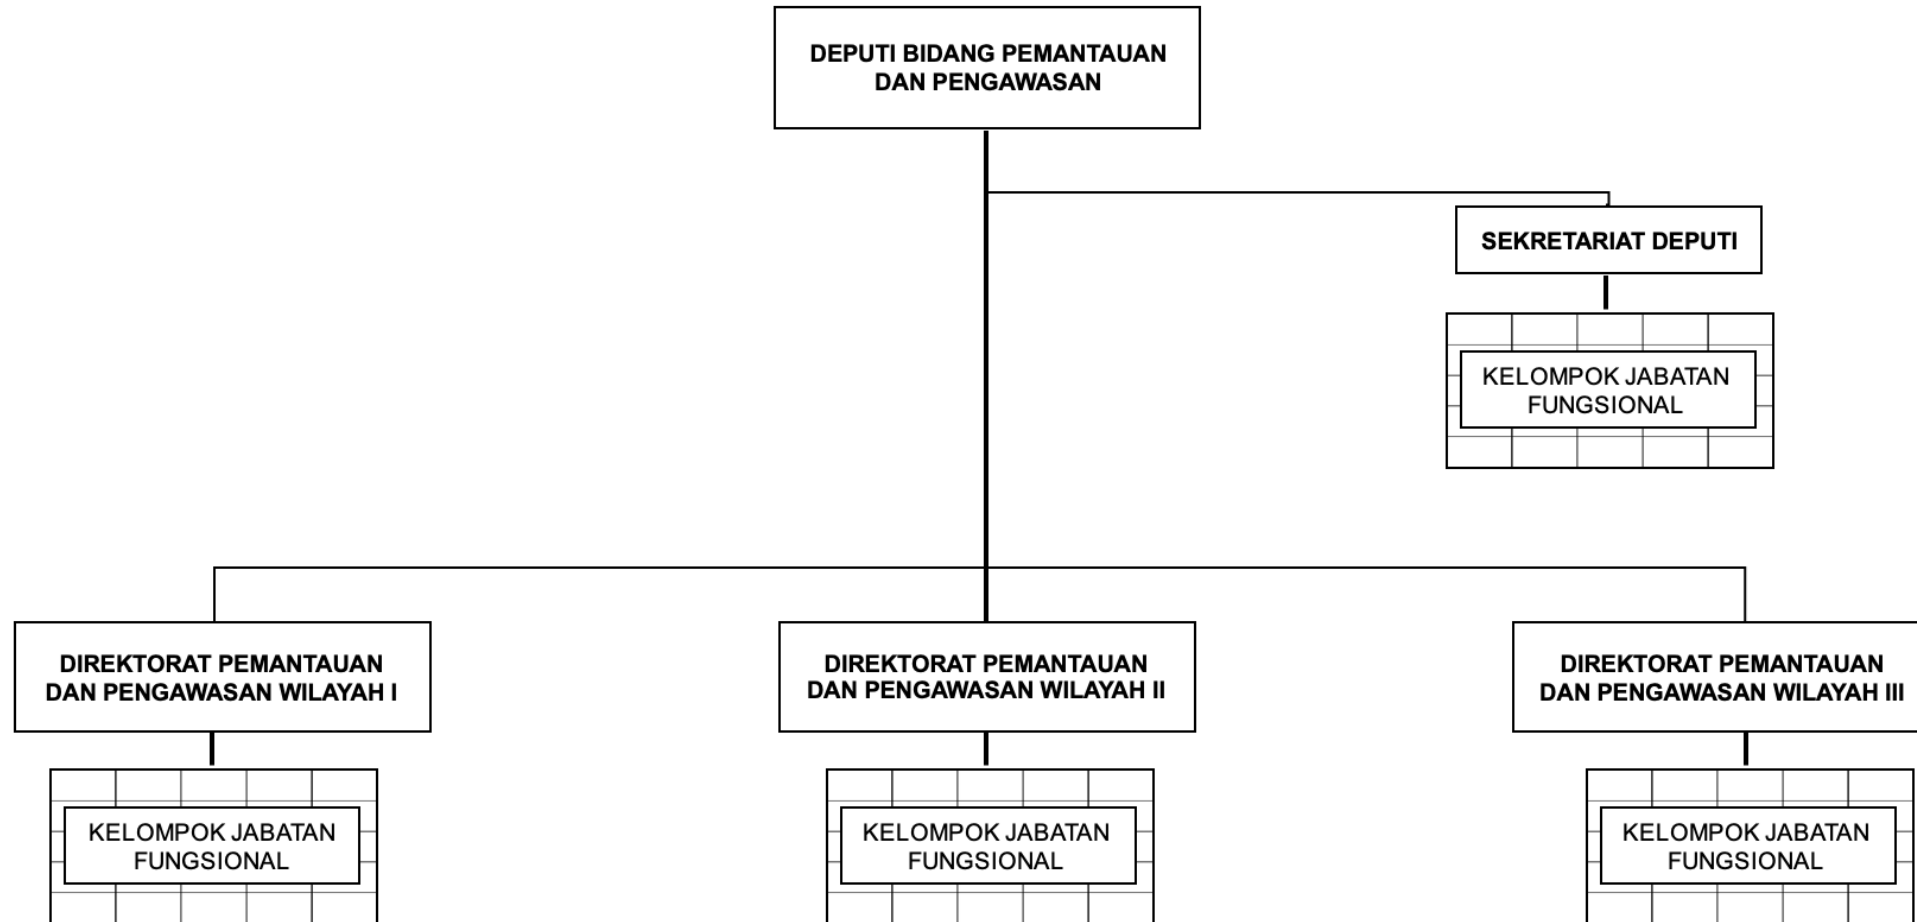 DEPUTI BIDANG PEMANTAUAN
DAN PENGAWASAN
SEKRETARIAT DEPUTI
KELOMPOK JABATAN
FUNGSIONAL
DIREKTORAT PEMANTAUAN
DAN PENGAWASAN WILAYAH I
DIREKTORAT PEMANTAUAN
DAN PENGAWASAN WILAYAH II
DIREKTORAT PEMANTAUAN
DAN PENGAWASAN WILAYAH III
KELOMPOK JABATAN
FUNGSIONAL
KELOMPOK JABATAN
FUNGSIONAL
KELOMPOK JABATAN
FUNGSIONAL